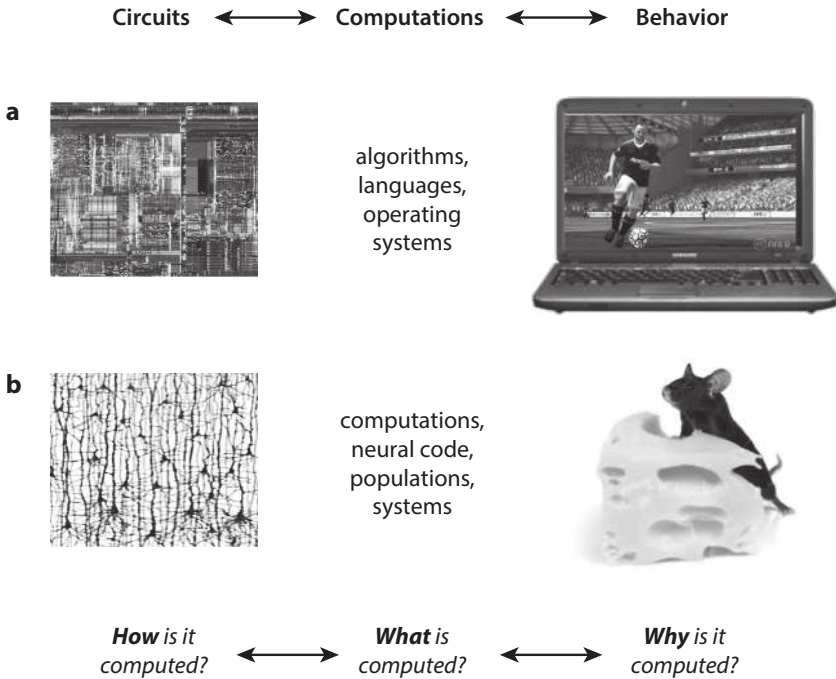 Circuits Computations Behavior
a
algorithms,
languages,
operating
systems
SAMSUNG
b
computations,
neural code,
populations,
systems
How is it What is Why is it
computed? computed? computed?